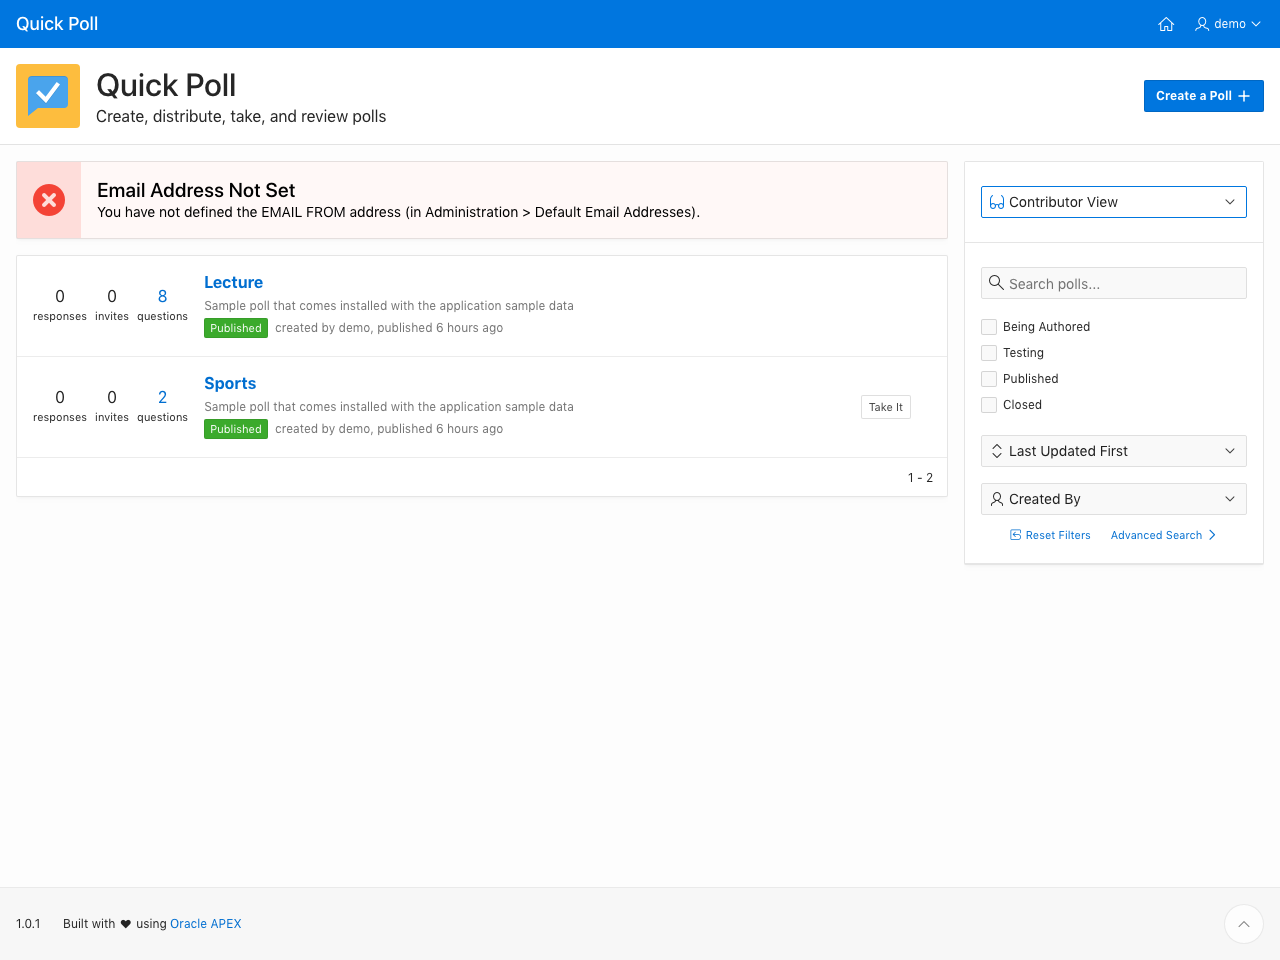 Quick Poll
demo
Quick Poll
Create, distribute, take, and review polls
Create a Poll
Email Address Not Set
You have not defined the EMAIL FROM address (in Administration > Default Email Addresses).
0 responses
0 invites
8 questions
Lecture
Sample poll that comes installed with the application sample data
Published created by demo, published 6 hours ago
0 responses
0 invites
2 questions
Sports
Sample poll that comes installed with the application sample data
Published created by demo, published 6 hours ago
Take It
1 - 2
Contributor View
Search polls...
Being Authored
Testing
Published
Closed
Last Updated First
Created By
Reset Filters
Advanced Search
1.0.1
Built with ♥ using Oracle APEX